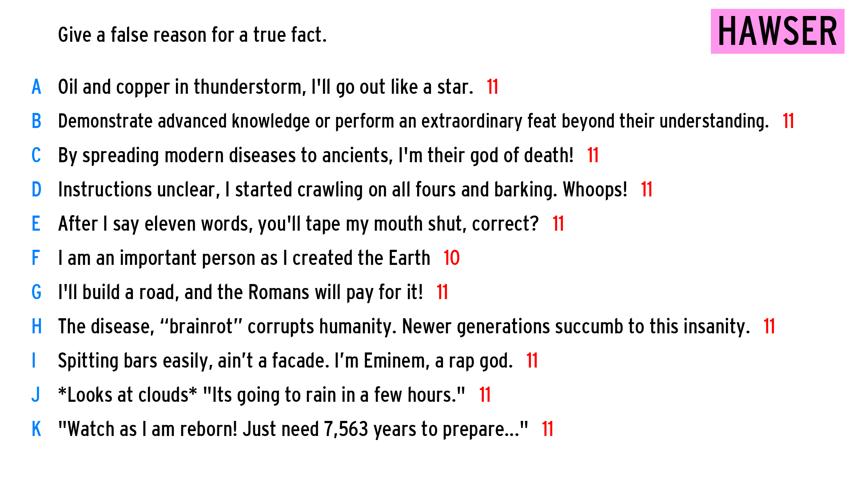 Give a false reason for a true fact.
HAWSER
A Oil and copper in thunderstorm, I'll go out like a star. 11
B Demonstrate advanced knowledge or perform an extraordinary feat beyond their understanding. 11
C By spreading modern diseases to ancients, I'm their god of death! 11
D Instructions unclear, I started crawling on all fours and barking. Whoops! 11
E After I say eleven words, you'll tape my mouth shut, correct? 11
F I am an important person as I created the Earth 10
G I'll build a road, and the Romans will pay for it! 11
H The disease, “brainrot” corrupts humanity. Newer generations succumb to this insanity. 11
I Spitting bars easily, ain’t a facade. I’m Eminem, a rap god. 11
J *Looks at clouds* "Its going to rain in a few hours." 11
K "Watch as I am reborn! Just need 7,563 years to prepare..." 11